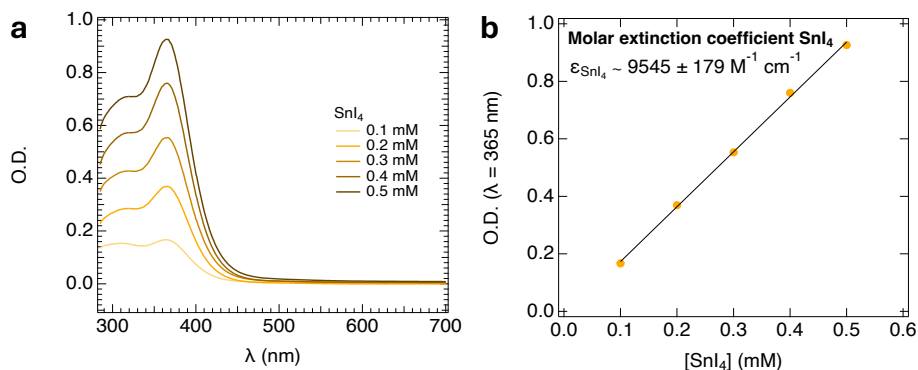 a
1.0
0.8
0.6
0.4
0.2
0.0
O.D.
300
400
500
600
700
λ (nm)
SnI₄
0.1 mM
0.2 mM
0.3 mM
0.4 mM
0.5 mM
b
Molar extinction coefficient SnI₄
ε_SnI₄ ~ 9545 ± 179 M⁻¹ cm⁻¹
1.0
0.8
0.6
0.4
0.2
0.0
O.D. (λ = 365 nm)
0.0
0.1
0.2
0.3
0.4
0.5
0.6
[SnI₄] (mM)